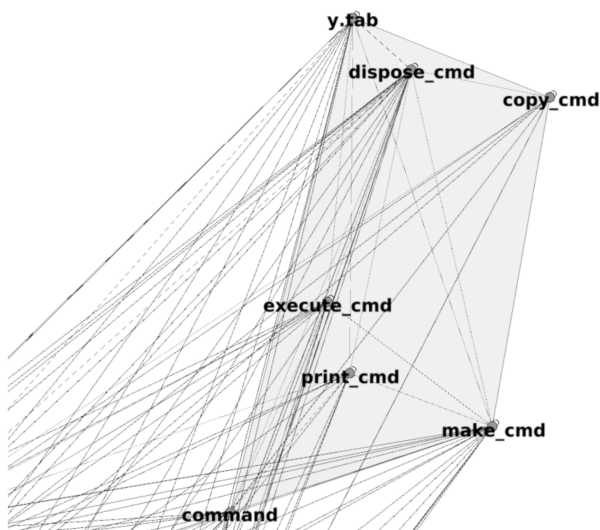 y.tab
dispose_cmd
copy_cmd
execute_cmd
print_cmd
make_cmd
command